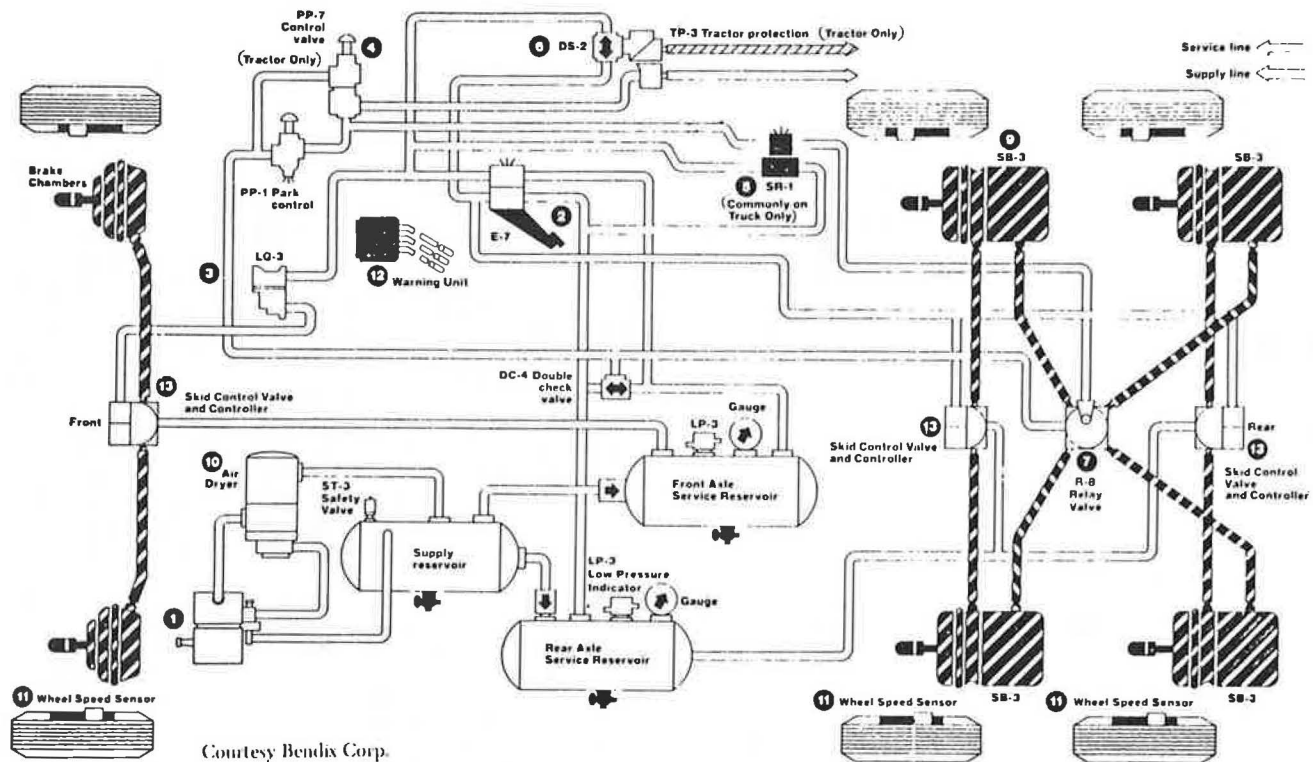 PP-7
Control
valve
4
(Tractor Only)
6
DS-2
TP-3 Tractor protection (Tractor Only)
Service line
Supply line
Brake
Chambers
PP-1 Park
control
8
SR-1
(Commonly on
Truck Only)
9
SB-3
SB-3
2
E-7
3
LQ-3
12
Warning Unit
DC-4 Double
check
valve
13
Skid Control Valve
and Controller
Front
LP-3
Gauge
13
Skid Control Valve
and Controller
7
R-8
Relay
Valve
Rear
13
Skid Control
Valve
and Controller
10
Air
Dryer
ST-3
Safety
Valve
Front Axle
Service Reservoir
Supply
reservoir
LP-3
Low Pressure
Indicator
Gauge
1
Rear Axle
Service Reservoir
11 Wheel Speed Sensor
11 Wheel Speed Sensor
SB-3
11 Wheel Speed Sensor
SB-3
Courtesy Bendix Corp.